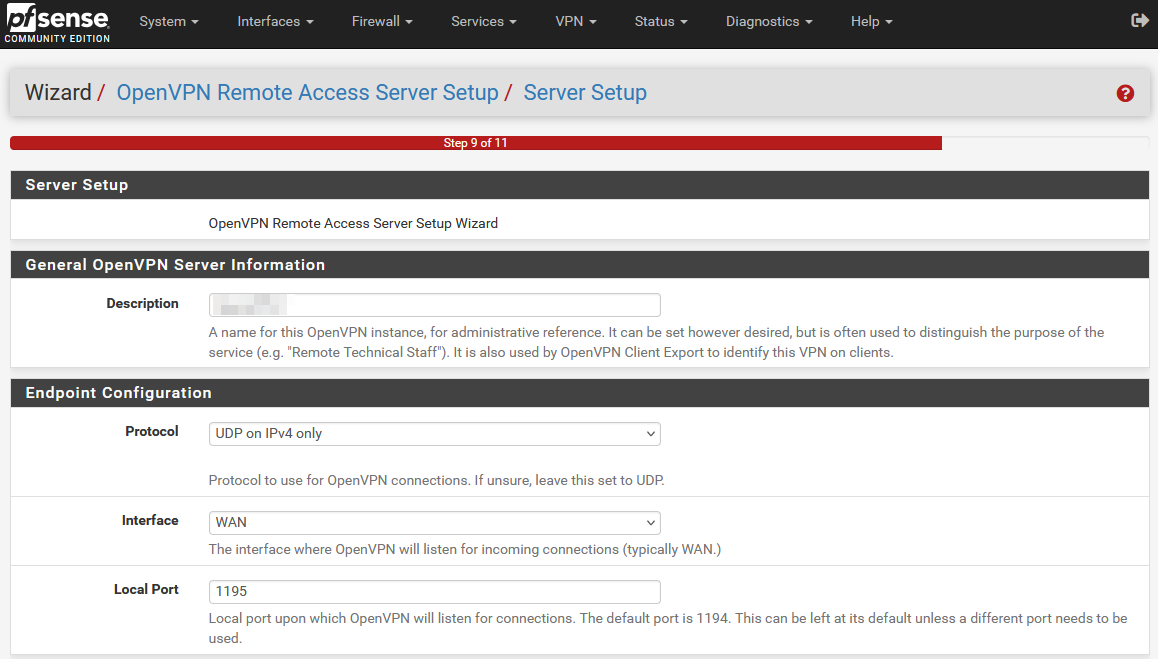 pfsense
COMMUNITY EDITION
System Interfaces Firewall Services VPN Status Diagnostics Help
Wizard / OpenVPN Remote Access Server Setup / Server Setup
Step 9 of 11
Server Setup
OpenVPN Remote Access Server Setup Wizard
General OpenVPN Server Information
Description
A name for this OpenVPN instance, for administrative reference. It can be set however desired, but is often used to distinguish the purpose of the
service (e.g. "Remote Technical Staff"). It is also used by OpenVPN Client Export to identify this VPN on clients.
Endpoint Configuration
Protocol UDP on IPv4 only
Protocol to use for OpenVPN connections. If unsure, leave this set to UDP.
Interface WAN
The interface where OpenVPN will listen for incoming connections (typically WAN.)
Local Port 1195
Local port upon which OpenVPN will listen for connections. The default port is 1194. This can be left at its default unless a different port needs to be
used.